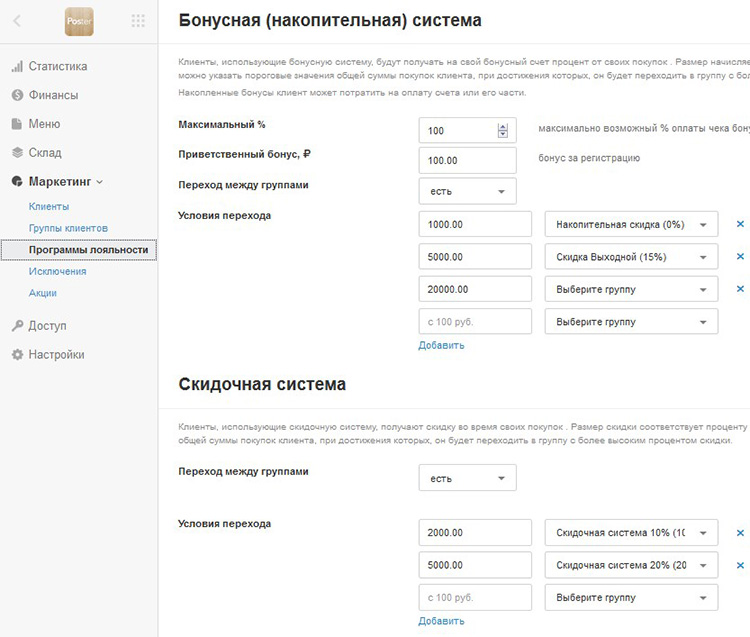 Poster
Статистика
Финансы
Меню
Склад
Маркетинг
Клиенты
Группы клиентов
Программы лояльности
Исключения
Акции
Доступ
Настройки
Бонусная (накопительная) система
Клиенты, использующие бонусную систему, будут получать на свой бонусный счет процент от своих покупок . Размер начисляе
можно указать пороговые значения общей суммы покупок клиента, при достижения которых, он будет переходить в группу с бол
Накопленные бонусы клиент может потратить на оплату счета или его части.
Максимальный % 100 максимально возможный % оплаты чека бону
Приветственный бонус, ₽ 100.00 бонус за регистрацию
Переход между группами есть
Условия перехода 1000.00 Накопительная скидка (0%) ×
5000.00 Скидка Выходной (15%) ×
20000.00 Выберите группу ×
с 100 руб. Выберите группу
Добавить
Скидочная система
Клиенты, использующие скидочную систему, получают скидку во время своих покупок . Размер скидки соответствует проценту
общей суммы покупок клиента, при достижения которых, он будет переходить в группу с более высоким процентом скидки.
Переход между группами есть
Условия перехода 2000.00 Скидочная система 10% (10 ×
5000.00 Скидочная система 20% (20 ×
с 100 руб. Выберите группу
Добавить